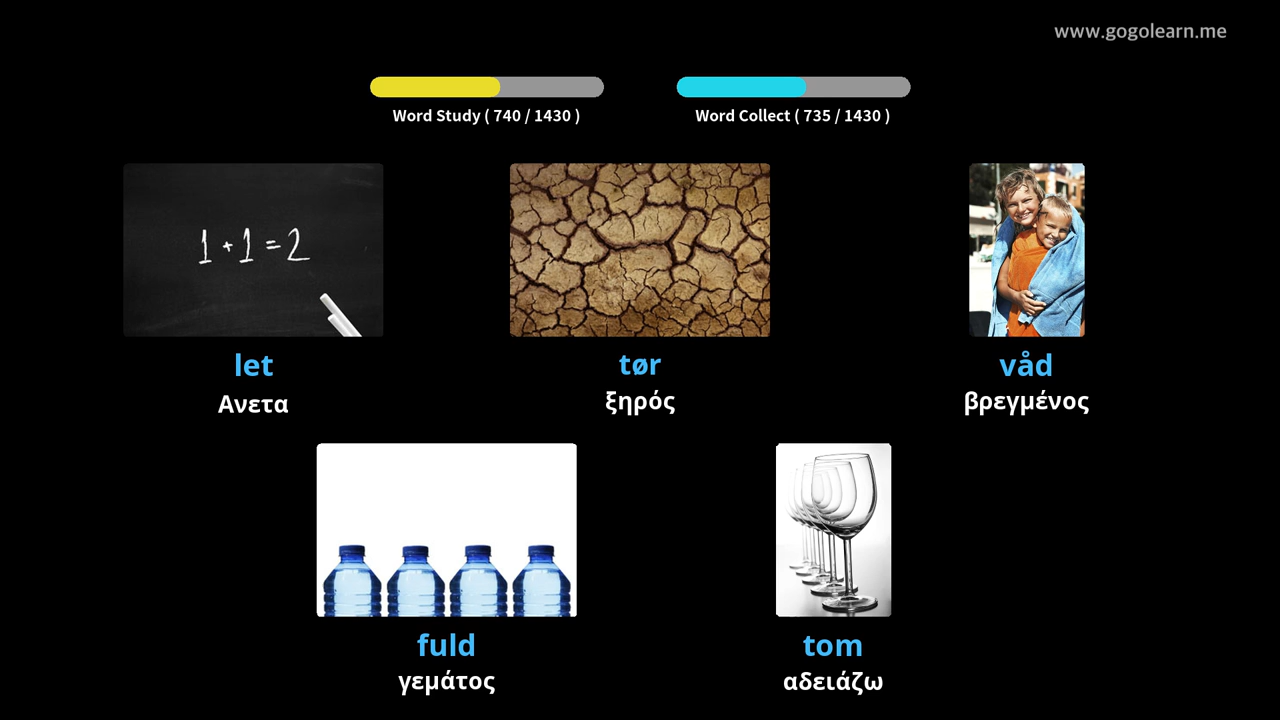 www.gogolearn.me
Word Study ( 740 / 1430 )
Word Collect ( 735 / 1430 )
1 + 1 = 2
let
tør
våd
Ανετα
ξηρός
βρεγμένος
fuld
tom
γεμάτος
αδειάζω